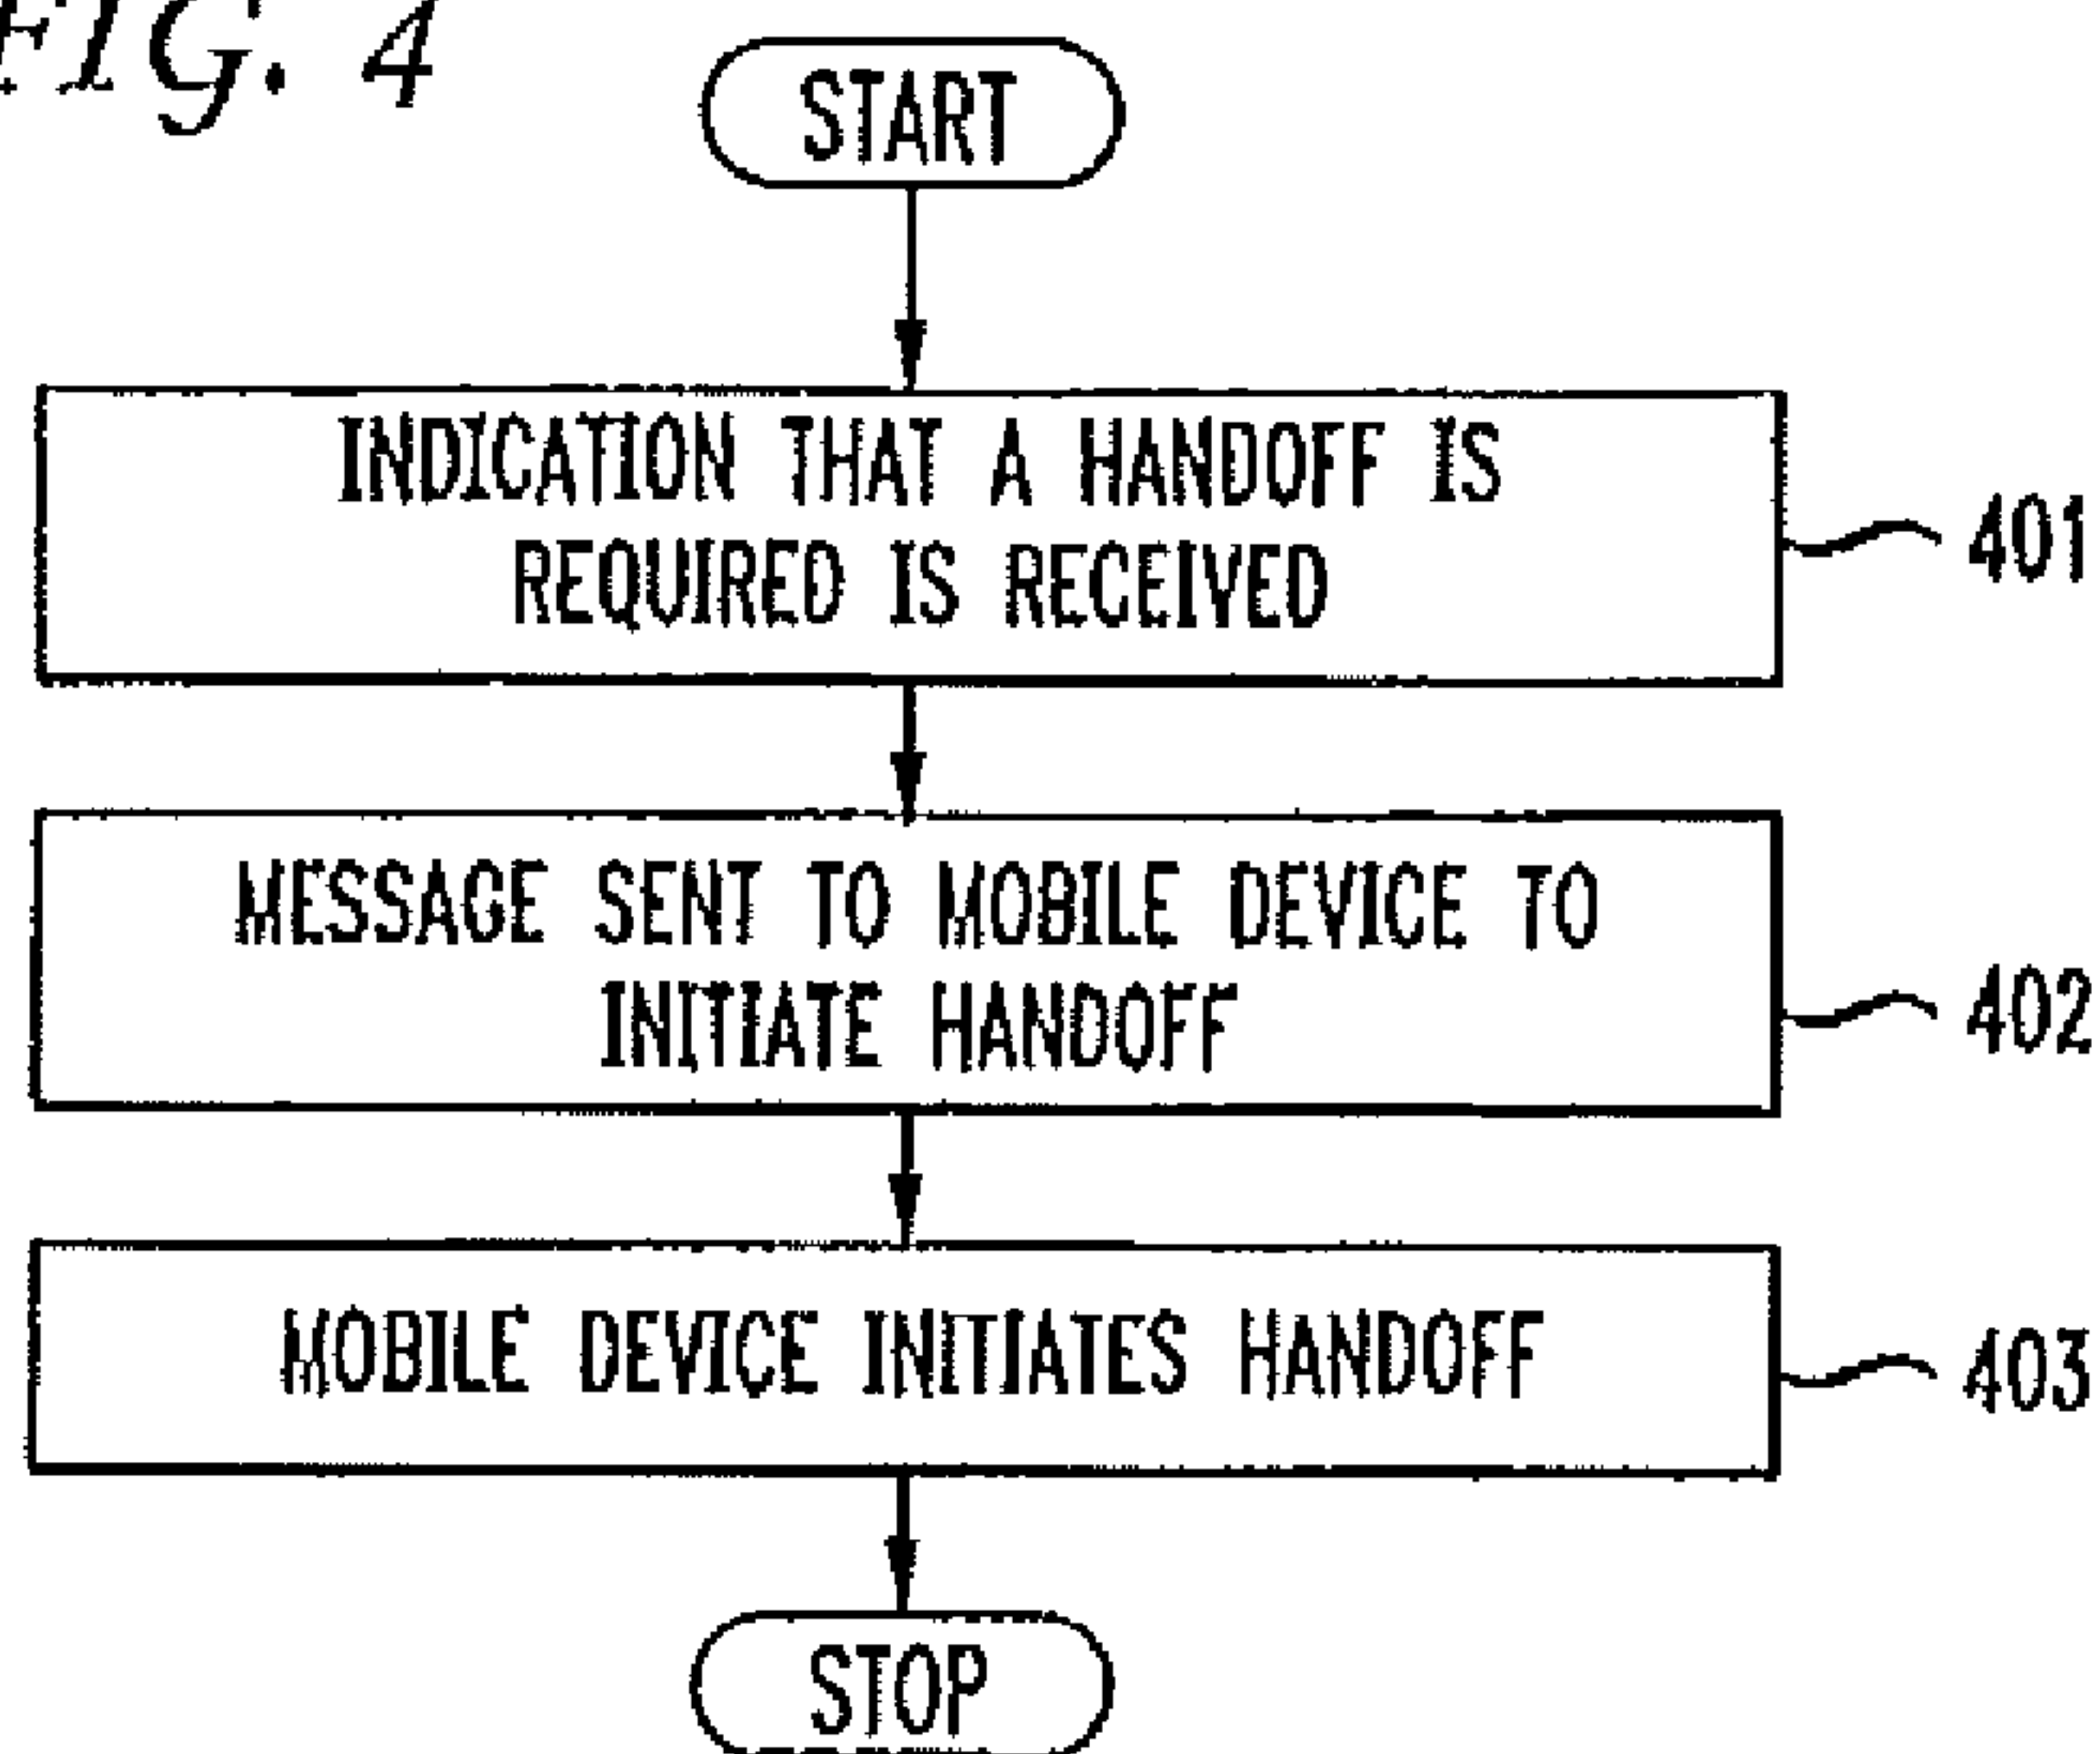 FIG. 4
START
INDICATION THAT A HANDOFF IS
REQUIRED IS RECEIVED
401
MESSAGE SENT TO MOBILE DEVICE TO
INITIATE HANDOFF
402
MOBILE DEVICE INITIATES HANDOFF
403
STOP